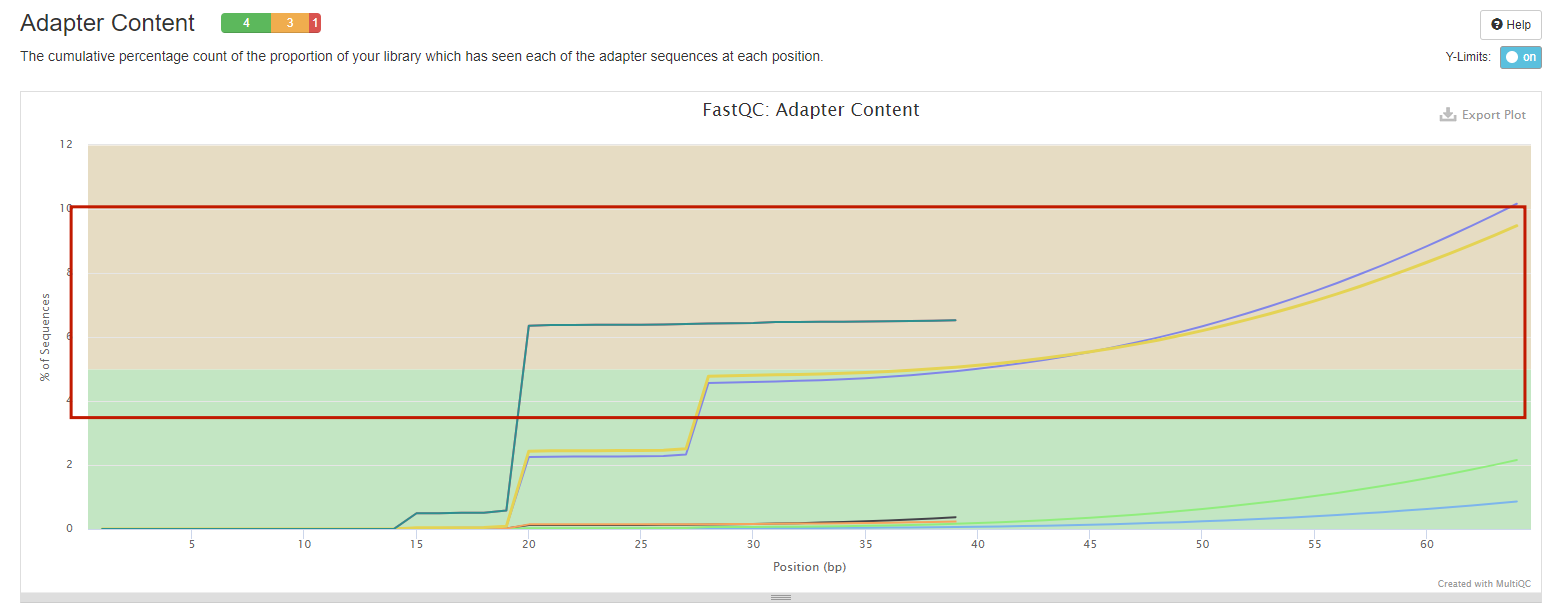 Adapter Content 4 3 1
Help
The cumulative percentage count of the proportion of your library which has seen each of the adapter sequences at each position.
Y-Limits: on
FastQC: Adapter Content
Export Plot
12
10
8
6
4
2
0
% of Sequences
5 10 15 20 25 30 35 40 45 50 55 60
Position (bp)
Created with MultiQC